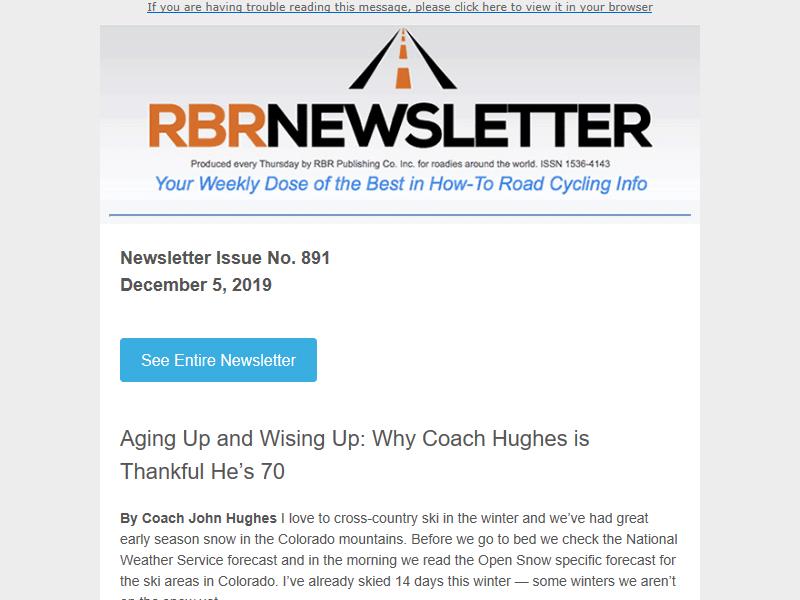 If you are having trouble reading this message, please click here to view it in your browser
RBRNEWSLETTER
Produced every Thursday by RBR Publishing Co. Inc. for roadies around the world. ISSN 1536-4143
Your Weekly Dose of the Best in How-To Road Cycling Info
Newsletter Issue No. 891
December 5, 2019
See Entire Newsletter
Aging Up and Wising Up: Why Coach Hughes is
Thankful He’s 70
By Coach John Hughes I love to cross-country ski in the winter and we’ve had great
early season snow in the Colorado mountains. Before we go to bed we check the National
Weather Service forecast and in the morning we read the Open Snow specific forecast for
the ski areas in Colorado. I’ve already skied 14 days this winter — some winters we aren’t
on the snow yet